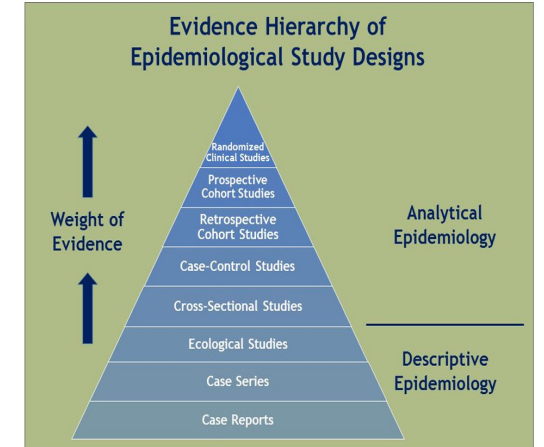 Evidence Hierarchy of
Epidemiological Study Designs
Randomized
Clinical Studies
Prospective
Cohort Studies
Retrospective
Cohort Studies
Case-Control Studies
Cross-Sectional Studies
Ecological Studies
Case Series
Case Reports
Weight of
Evidence
Analytical
Epidemiology
Descriptive
Epidemiology